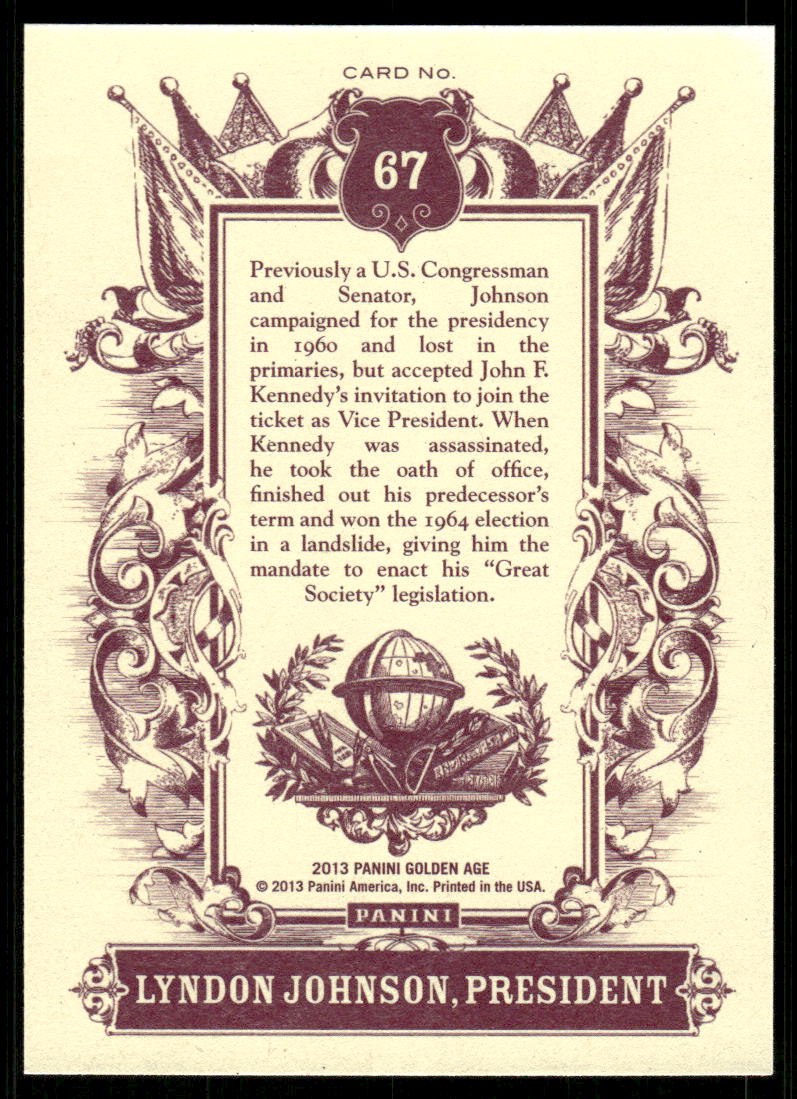 CARD No.
67
Previously a U.S. Congressman
and Senator, Johnson
campaigned for the presidency
in 1960 and lost in the
primaries, but accepted John F.
Kennedy's invitation to join the
ticket as Vice President. When
Kennedy was assassinated,
he took the oath of office,
finished out his predecessor's
term and won the 1964 election
in a landslide, giving him the
mandate to enact his “Great
Society” legislation.
2013 PANINI GOLDEN AGE
© 2013 Panini America, Inc. Printed in the USA.
PANINI
LYNDON JOHNSON, PRESIDENT